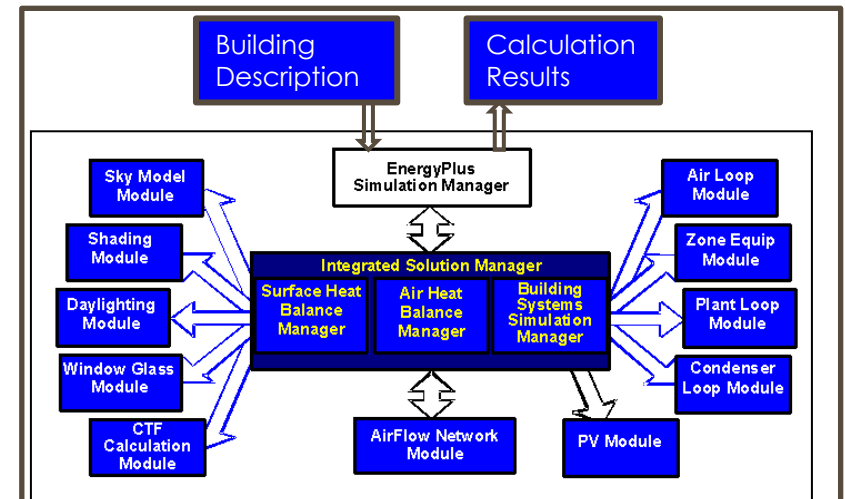 Building
Description
Calculation
Results
EnergyPlus
Simulation Manager
Sky Model
Module
Shading
Module
Daylighting
Module
Window Glass
Module
CTF
Calculation
Module
Integrated Solution Manager
Surface Heat
Balance
Manager
Air Heat
Balance
Manager
Building
Systems
Simulation
Manager
AirFlow Network
Module
PV Module
Air Loop
Module
Zone Equip
Module
Plant Loop
Module
Condenser
Loop Module